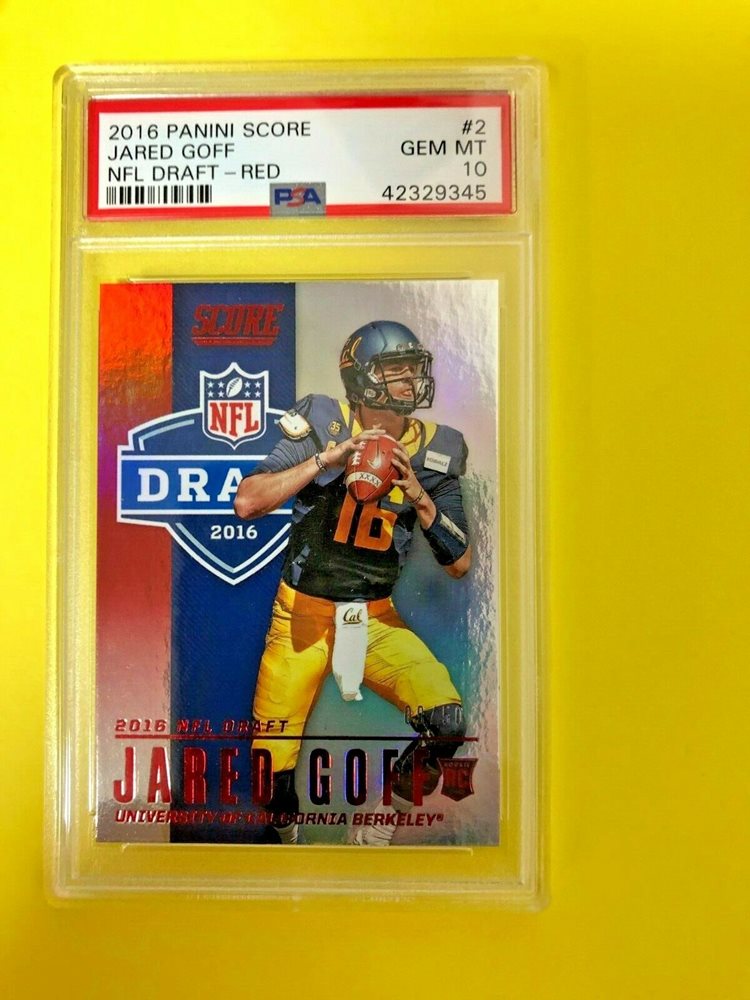 2016 PANINI SCORE #2
JARED GOFF GEM MT
NFL DRAFT – RED 10
PSA 42329345
SCORE
NFL
DRA
2016
35
16
Cal
2016 NFL DRAFT
JARED GOFF
RC
UNIVERSITY OF CALIFORNIA BERKELEY®